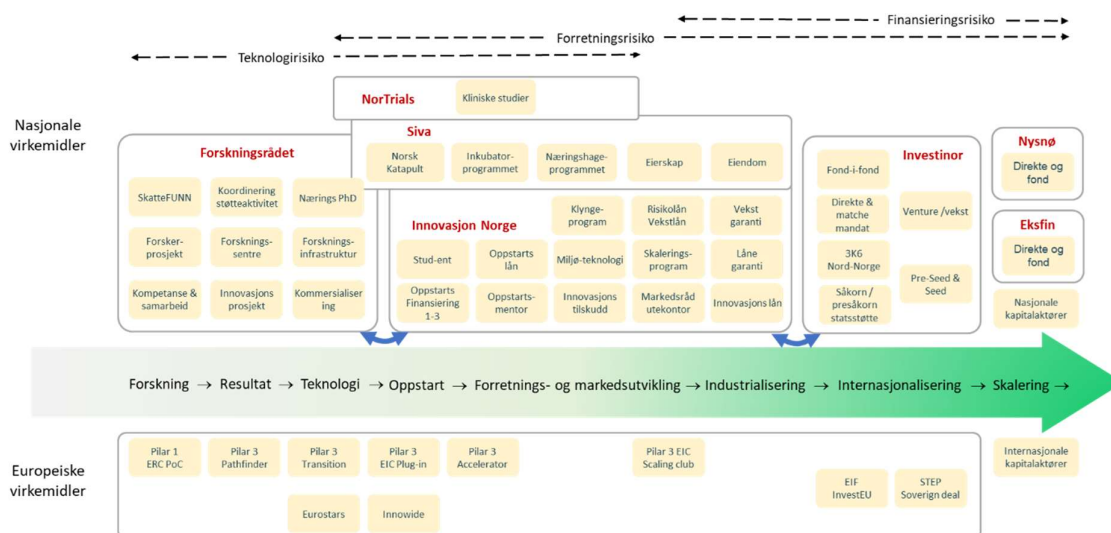 Finansieringsrisiko
Forretningsrisiko
Teknologirisiko
Nasjonale
virkemidler
NorTrials
Kliniske studier
Siva
Norsk
Katapult
Inkubator-
programmet
Næringshage-
programmet
Eierskap
Eiendom
Forskningsrådet
SkatteFUNN
Koordinering
støtteaktivitet
Nærings PhD
Forsker-
prosjekt
Forsknings-
sentre
Forsknings-
infrastruktur
Kompetanse &
samarbeid
Innovasjons
prosjekt
Kommersialiser
ing
Innovasjon Norge
Klynge-
program
Risikolån
Vekstlån
Vekst
garanti
Stud-ent
Oppstarts
lån
Miljø-teknologi
Skalerings-
program
Låne
garanti
Oppstarts
Finansiering
1-3
Oppstarts-
mentor
Innovasjons
tilskudd
Markedsråd
utekontor
Innovasjons lån
Investinor
Fond-i-fond
Direkte &
matche
mandat
Venture /vekst
3K6
Nord-Norge
Såkorn /
presåkorn
statsstøtte
Pre-Seed &
Seed
Nysnø
Direkte og
fond
Eksfin
Direkte og
fond
Nasjonale
kapitalaktører
Forskning → Resultat → Teknologi → Oppstart → Forretnings- og markedsutvikling → Industrialisering → Internasjonalisering → Skalering →
Europeiske
virkemidler
Pilar 1
ERC PoC
Pilar 3
Pathfinder
Pilar 3
Transition
Pilar 3
EIC Plug-in
Pilar 3
Accelerator
Pilar 3 EIC
Scaling club
Eurostars
Innowide
EIF
InvestEU
STEP
Soverign deal
Internasjonale
kapitalaktører